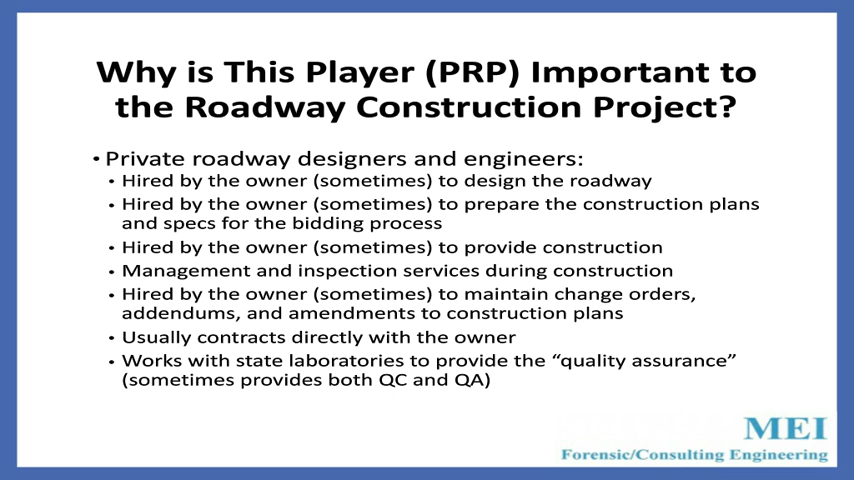 Why is This Player (PRP) Important to
the Roadway Construction Project?
• Private roadway designers and engineers:
• Hired by the owner (sometimes) to design the roadway
• Hired by the owner (sometimes) to prepare the construction plans
and specs for the bidding process
• Hired by the owner (sometimes) to provide construction
• Management and inspection services during construction
• Hired by the owner (sometimes) to maintain change orders,
addendums, and amendments to construction plans
• Usually contracts directly with the owner
• Works with state laboratories to provide the “quality assurance”
(sometimes provides both QC and QA)
MEI
Forensic/Consulting Engineering